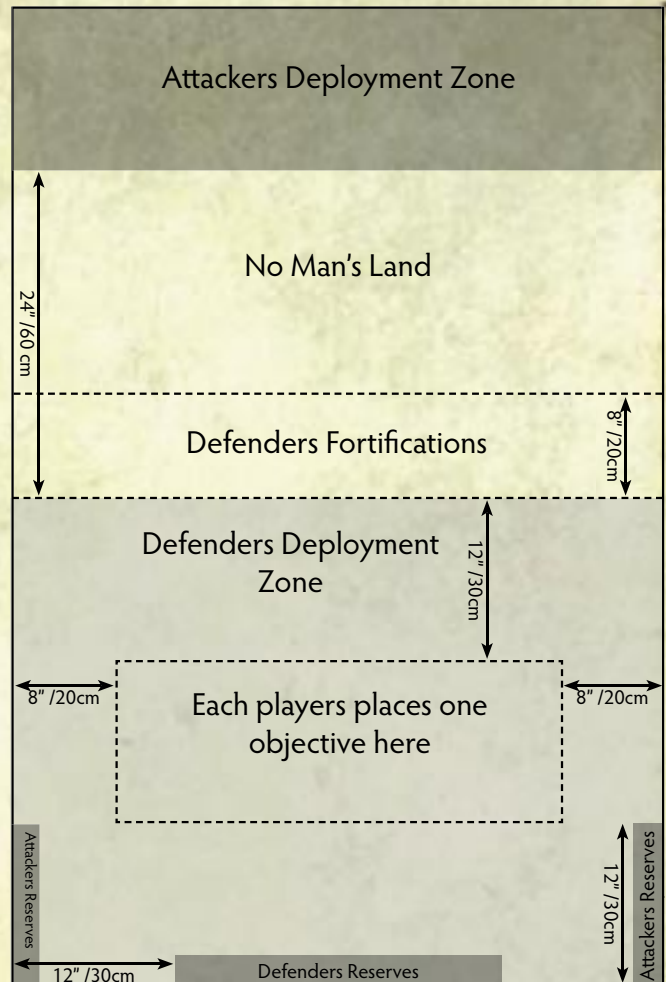 Attackers Deployment Zone
No Man's Land
24" /60 cm
8" /20cm
Defenders Fortifications
Defenders Deployment
Zone
12" /30cm
8" /20cm
Each players places one
objective here
8" /20cm
Attackers Reserves
12" /30cm
Attackers Reserves
12" /30cm
Defenders Reserves